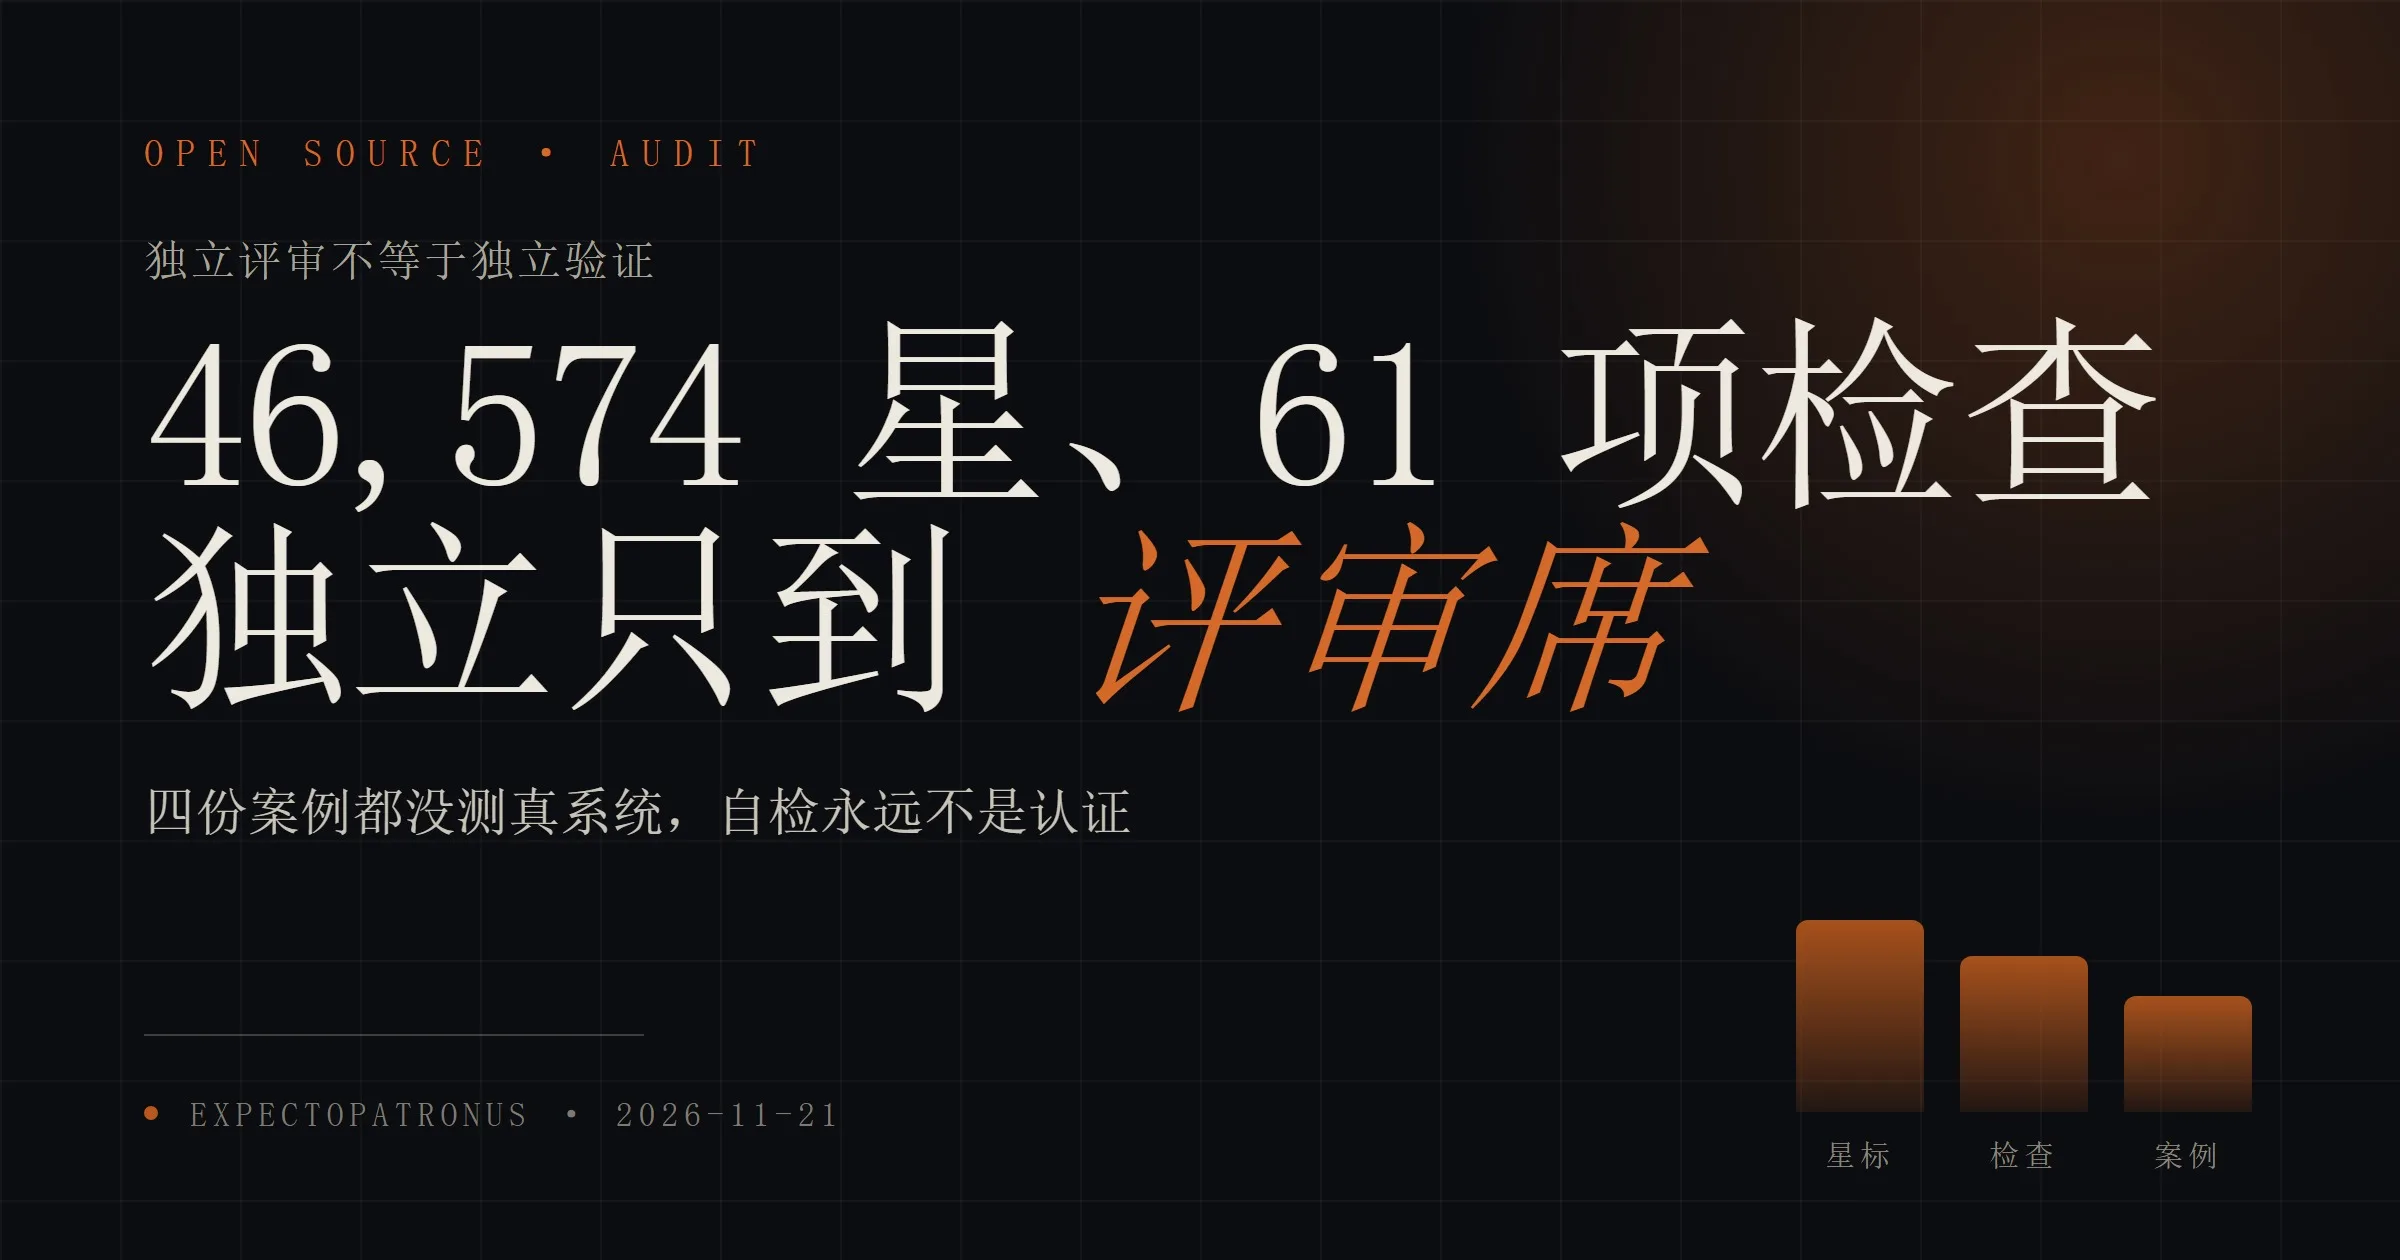 OPEN SOURCE • AUDIT
独立评审不等于独立验证
46,574 星、61 项检查
独立只到 评审席
四份案例都没测真系统，自检永远不是认证
EXPECTOPATRONUS • 2026-11-21
星标 检查 案例